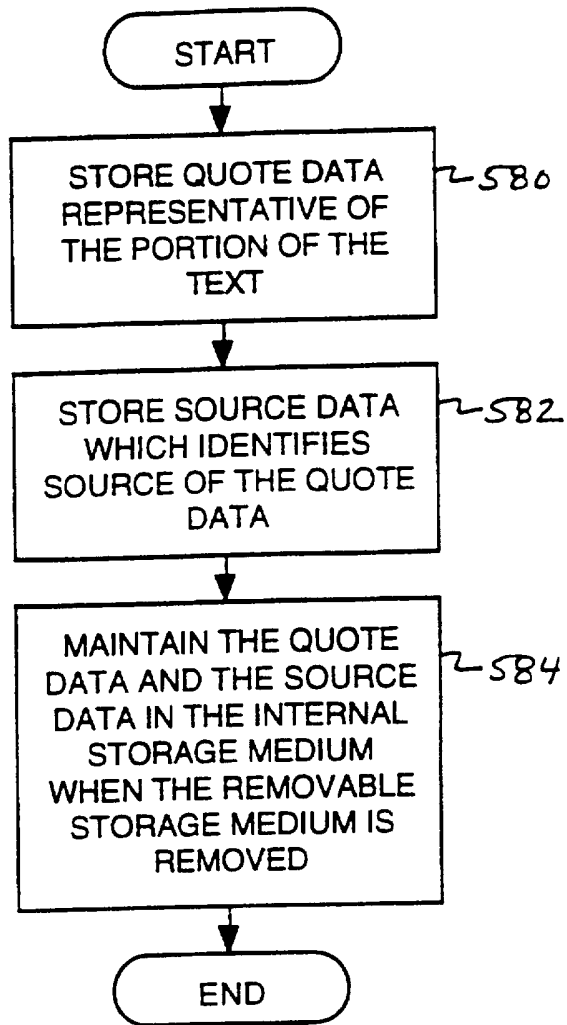 START
STORE QUOTE DATA
REPRESENTATIVE OF
THE PORTION OF THE
TEXT
580
STORE SOURCE DATA
WHICH IDENTIFIES
SOURCE OF THE QUOTE
DATA
582
MAINTAIN THE QUOTE
DATA AND THE SOURCE
DATA IN THE INTERNAL
STORAGE MEDIUM
WHEN THE REMOVABLE
STORAGE MEDIUM IS
REMOVED
584
END